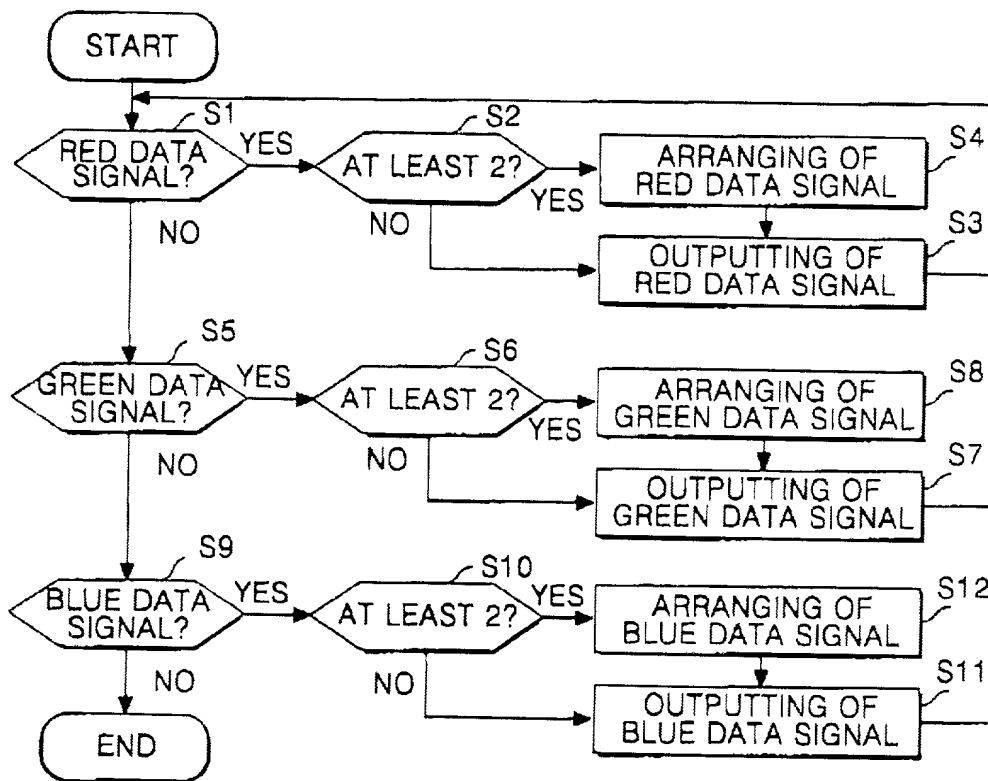 START
S1
RED DATA
SIGNAL?
YES
NO
S2
AT LEAST 2?
YES
NO
S4
ARRANGING OF
RED DATA SIGNAL
S3
OUTPUTTING OF
RED DATA SIGNAL
S5
GREEN DATA
SIGNAL?
YES
NO
S6
AT LEAST 2?
YES
NO
S8
ARRANGING OF
GREEN DATA SIGNAL
S7
OUTPUTTING OF
GREEN DATA SIGNAL
S9
BLUE DATA
SIGNAL?
YES
NO
S10
AT LEAST 2?
YES
NO
S12
ARRANGING OF
BLUE DATA SIGNAL
S11
OUTPUTTING OF
BLUE DATA SIGNAL
END